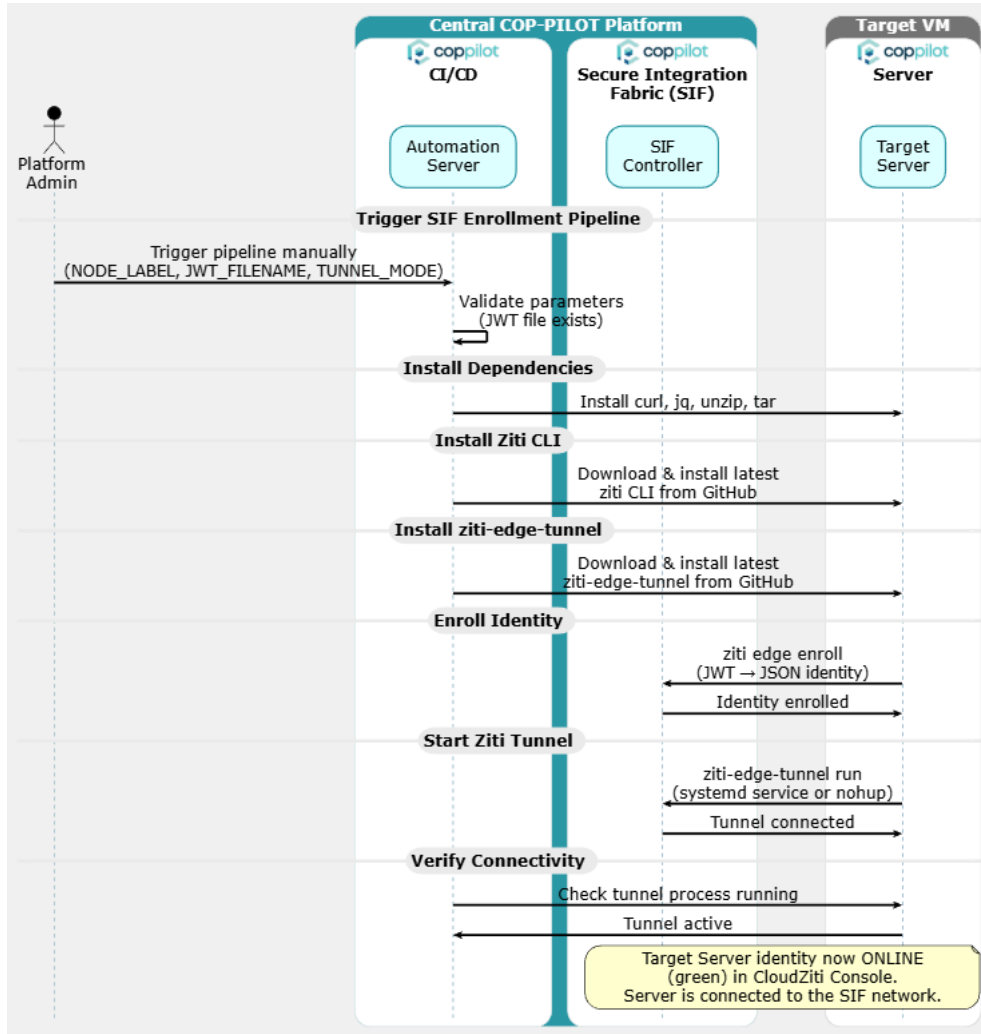 Central COP-PILOT Platform
Target VM
coppilot
coppilot
coppilot
CI/CD
Secure Integration
Fabric (SIF)
Server
Platform
Admin
Automation
Server
SIF
Controller
Target
Server
Trigger SIF Enrollment Pipeline
Trigger pipeline manually
(NODE_LABEL, JWT_FILENAME, TUNNEL_MODE)
Validate parameters
(JWT file exists)
Install Dependencies
Install curl, jq, unzip, tar
Install Ziti CLI
Download & install latest
ziti CLI from GitHub
Install ziti-edge-tunnel
Download & install latest
ziti-edge-tunnel from GitHub
Enroll Identity
ziti edge enroll
(JWT → JSON identity)
Identity enrolled
Start Ziti Tunnel
ziti-edge-tunnel run
(systemd service or nohup)
Tunnel connected
Verify Connectivity
Check tunnel process running
Tunnel active
Target Server identity now ONLINE
(green) in CloudZiti Console.
Server is connected to the SIF network.